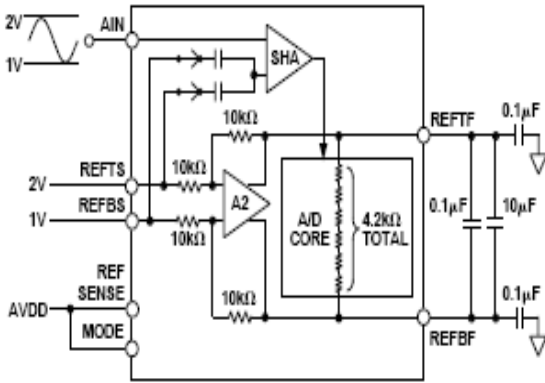 2V
AIN
1V
SHA
10kΩ
REFTF
0.1µF
REFTS
10kΩ
2V
A2
A/D
CORE
4.2kΩ
TOTAL
0.1µF
10µF
1V
REFBS
10kΩ
REF
SENSE
10kΩ
0.1µF
AVDD
MODE
REFBF